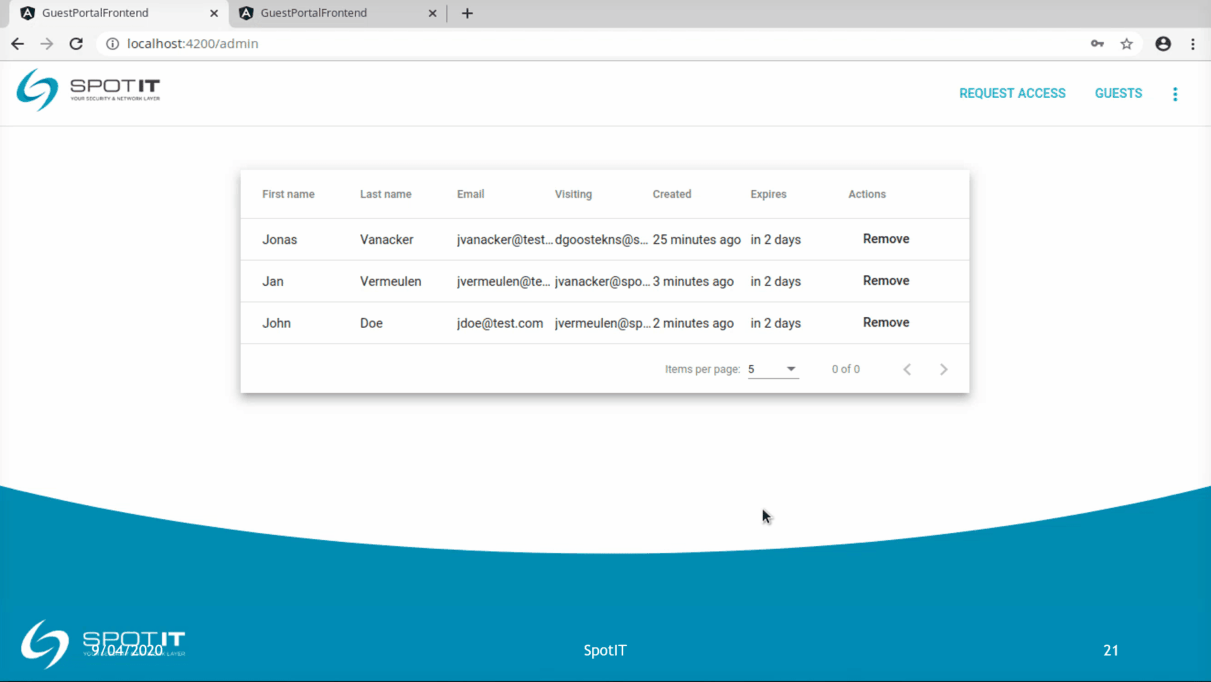 GuestPortalFrontend GuestPortalFrontend
localhost:4200/admin
SPOTIT
YOUR SECURITY & NETWORK LAYER
REQUEST ACCESS GUESTS
First name Last name Email Visiting Created Expires Actions
Jonas Vanacker jvanacker@test... dgoostekns@s... 25 minutes ago in 2 days Remove
Jan Vermeulen jvermeulen@te... jvanacker@spo... 3 minutes ago in 2 days Remove
John Doe jdoe@test.com jvermeulen@sp... 2 minutes ago in 2 days Remove
Items per page: 5 0 of 0
SPOTIT
9/04/2020 SpotIT 21